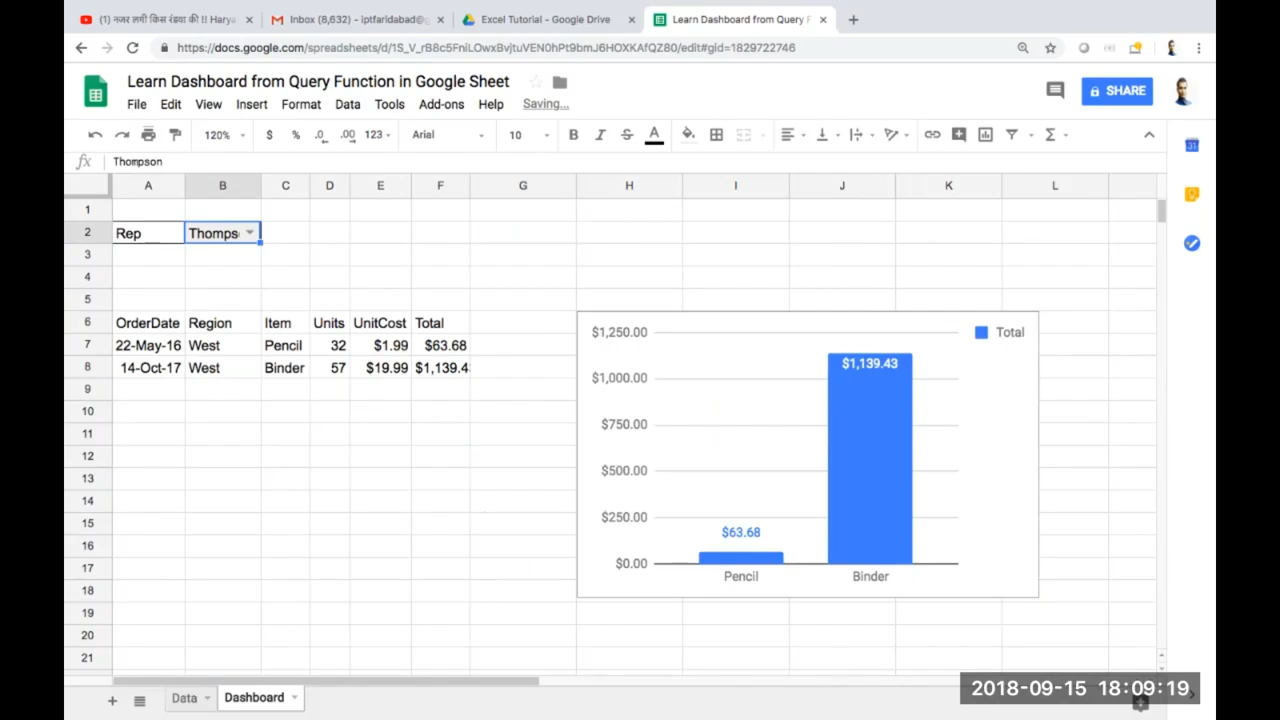 (1) नजर लगी किस रंडवा की !! Harya
Inbox (8,632) - iptfaridabad@g
Excel Tutorial - Google Drive
Learn Dashboard from Query F
https://docs.google.com/spreadsheets/d/1S_V_rB8c5FniLOwxBvjtuVEN0hPt9bmJ6HOXKAfQZ80/edit#gid=1829722746
Learn Dashboard from Query Function in Google Sheet
File Edit View Insert Format Data Tools Add-ons Help Saving...
SHARE
120% $ % .0 .00 123 Arial 10 B I S A Σ
31
fx Thompson
A B C D E F G H I J K L
1
2 Rep Thomps
3
4
5
6 OrderDate Region Item Units UnitCost Total
7 22-May-16 West Pencil 32 $1.99 $63.68
8 14-Oct-17 West Binder 57 $19.99 $1,139.4
9
10
11
12
13
14
15
16
17
18
19
20
21
$1,250.00
$1,000.00
$750.00
$500.00
$250.00
$0.00
Total
$1,139.43
$63.68
Pencil Binder
Data Dashboard
2018-09-15 18:09:19